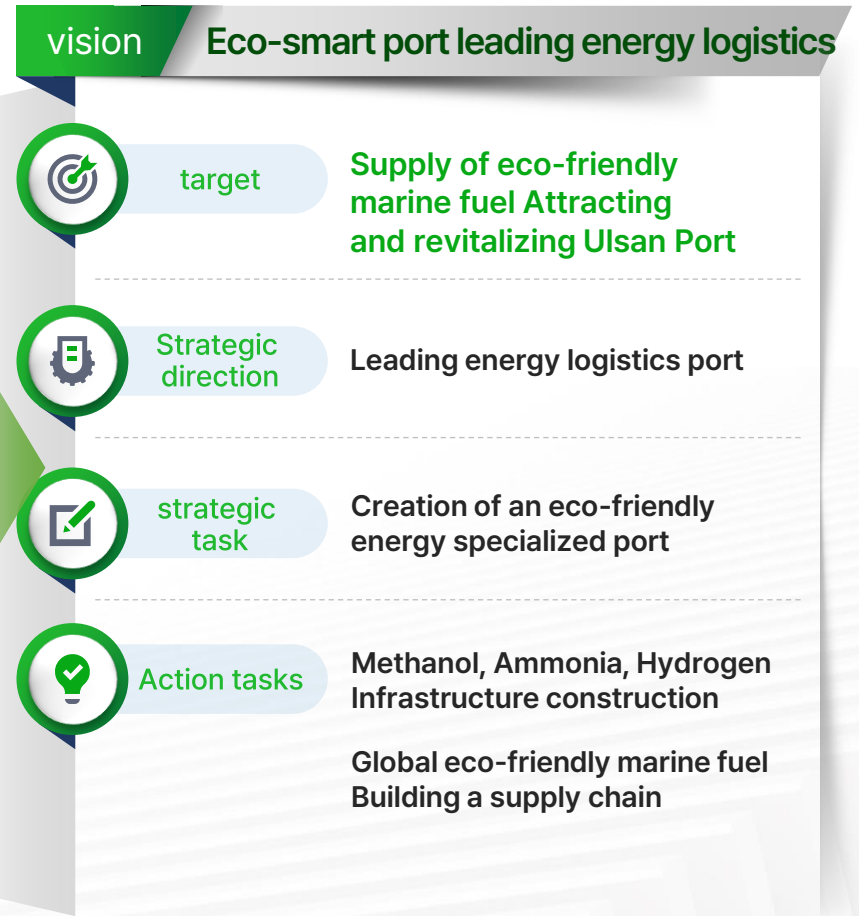 vision
Eco-smart port leading energy logistics
target
Supply of eco-friendly
marine fuel Attracting
and revitalizing Ulsan Port
Strategic
direction
Leading energy logistics port
strategic
task
Creation of an eco-friendly
energy specialized port
Action tasks
Methanol, Ammonia, Hydrogen
Infrastructure construction
Global eco-friendly marine fuel
Building a supply chain